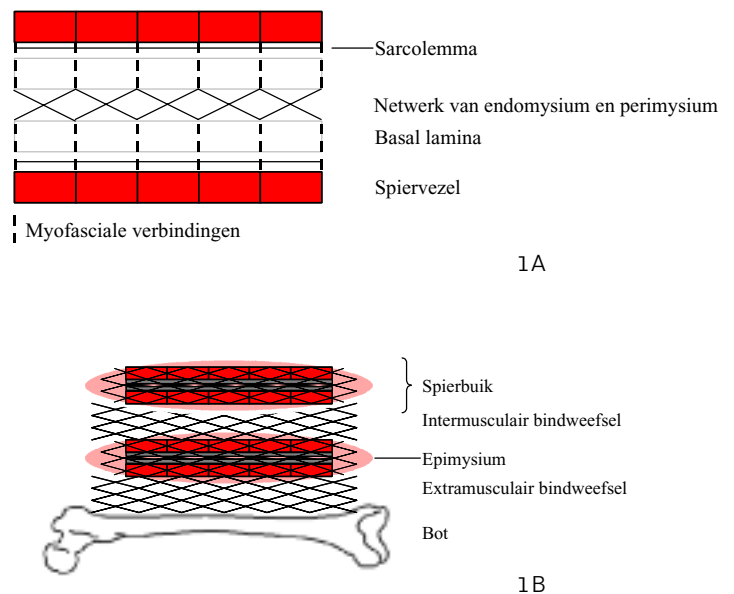 Sarcolemma
Netwerk van endomysium en perimysium
Basal lamina
Spiervezel
Myofasciale verbindingen
1A
Spierbuik
Intermusculair bindweefsel
Epimysium
Extramusculair bindweefsel
Bot
1B